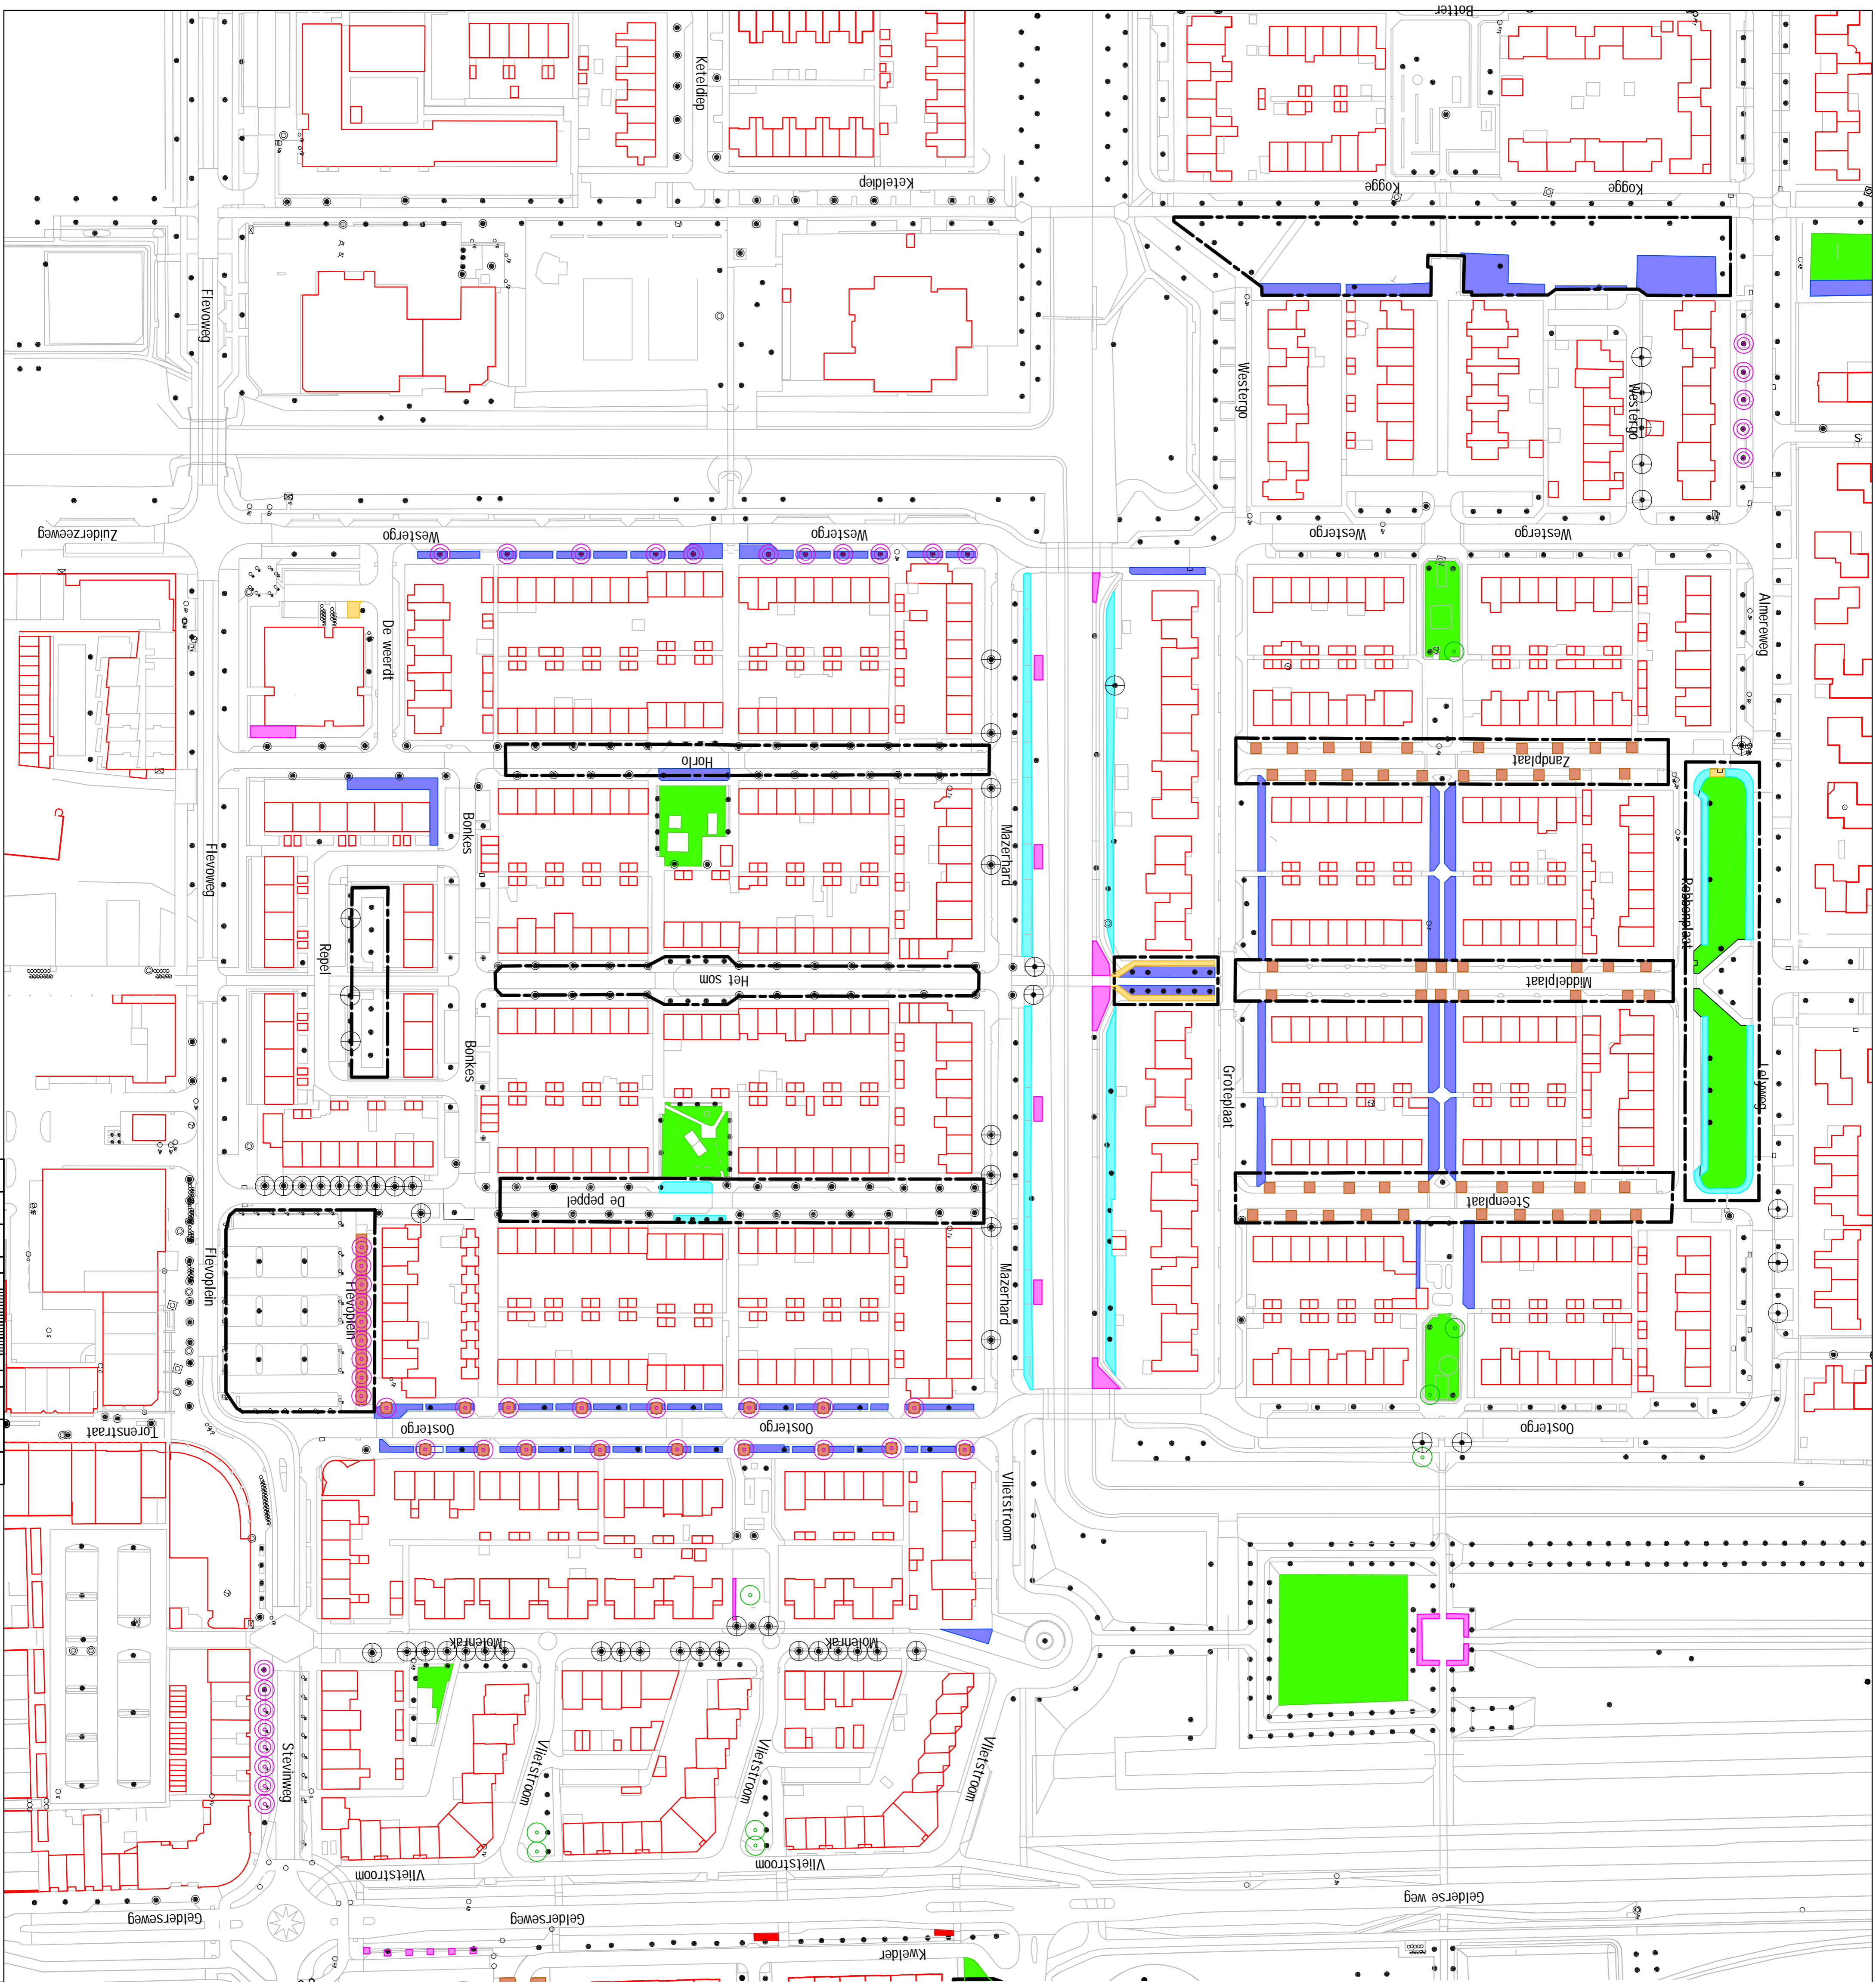 Botter
Keteldiep
Keteldiep
Kogge
Kogge
Flevoweg
Westergo
Westergo
S
Zuiderzeeweg
Westergo
Westergo
Westergo
Westergo
De weerdt
Almereweg
Horlo
Zandplaat
Bonkes
Mazerhard
Flevoweg
Robbenplaat
Repel
Het som
Middelplaat
Bonkes
Groteplaat
Lelyweg
De peppel
Steenplaat
Flevoplein
Flevoplein
Mazerhard
Torenstraat
Oostergo
Oostergo
Oostergo
Vlietstroom
Molenrak
Molenrak
Stevinweg
Vlietstroom
Vlietstroom
Vlietstroom
Vlietstroom
Vlietstroom
Gelderseweg
Gelderseweg
Gelderse weg
Kwelder